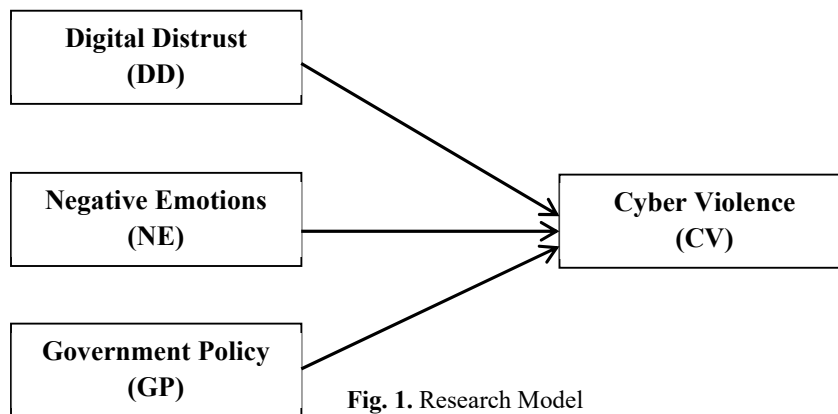 Digital Distrust
(DD)
Negative Emotions
(NE)
Cyber Violence
(CV)
Government Policy
(GP)
Fig. 1. Research Model